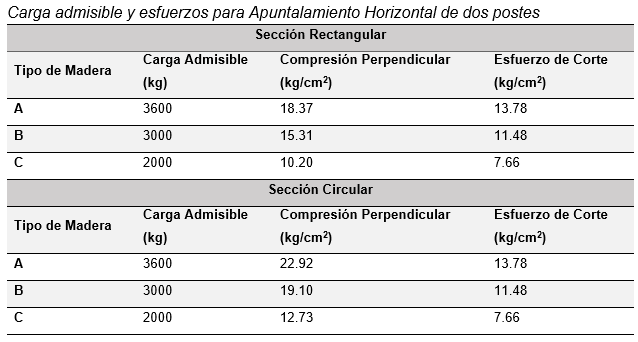 Carga admisible y esfuerzos para Apuntalamiento Horizontal de dos postes
Sección Rectangular
Tipo de Madera Carga Admisible (kg) Compresión Perpendicular (kg/cm²) Esfuerzo de Corte (kg/cm²)
A 3600 18.37 13.78
B 3000 15.31 11.48
C 2000 10.20 7.66
Sección Circular
Tipo de Madera Carga Admisible (kg) Compresión Perpendicular (kg/cm²) Esfuerzo de Corte (kg/cm²)
A 3600 22.92 13.78
B 3000 19.10 11.48
C 2000 12.73 7.66